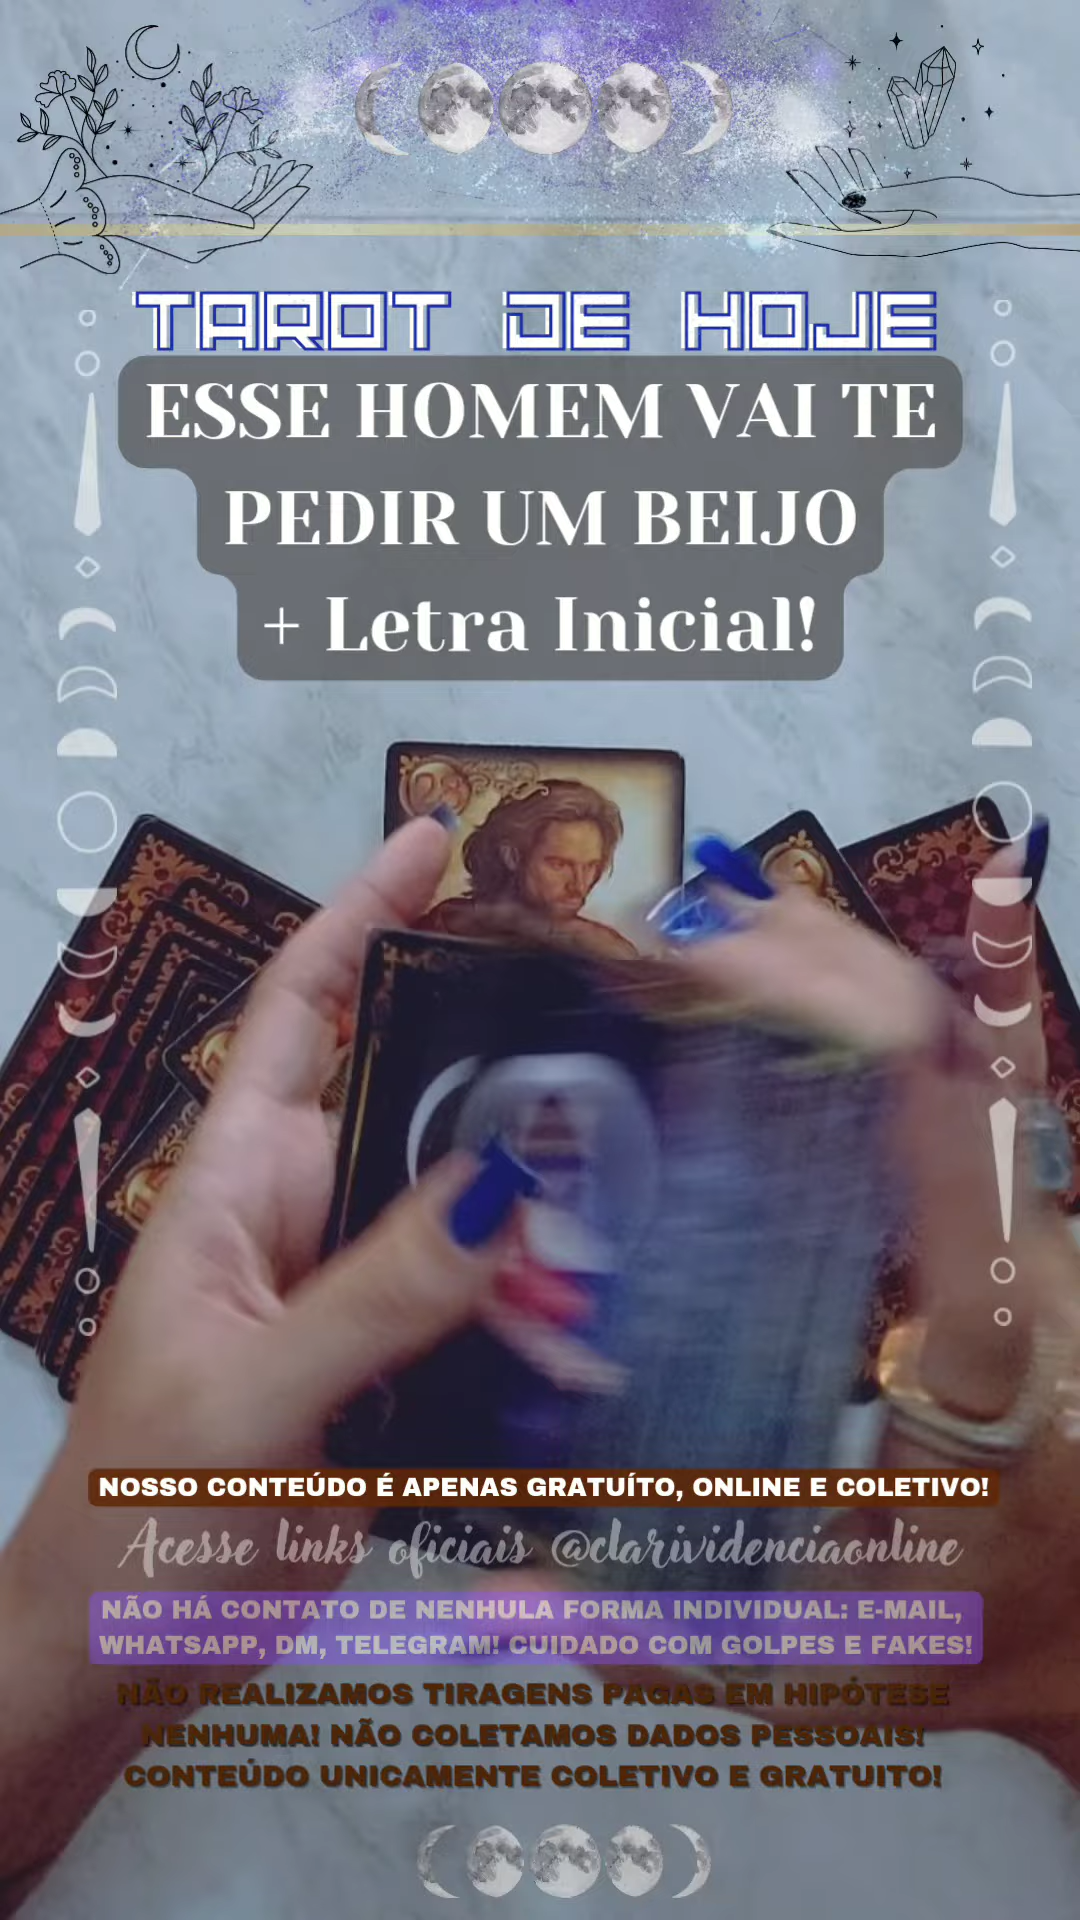 TAROT DE HOJE
ESSE HOMEM VAI TE
PEDIR UM BEIJO
+ Letra Inicial!
NOSSO CONTEÚDO É APENAS GRATUÍTO, ONLINE E COLETIVO!
Acesse links oficiais @clarividenciaonline
NÃO HÁ CONTATO DE NENHULA FORMA INDIVIDUAL: E-MAIL,
WHATSAPP, DM, TELEGRAM! CUIDADO COM GOLPES E FAKES!
NÃO REALIZAMOS TIRAGENS PAGAS EM HIPÓTESE
NENHUMA! NÃO COLETAMOS DADOS PESSOAIS!
CONTEÚDO UNICAMENTE COLETIVO E GRATUITO!